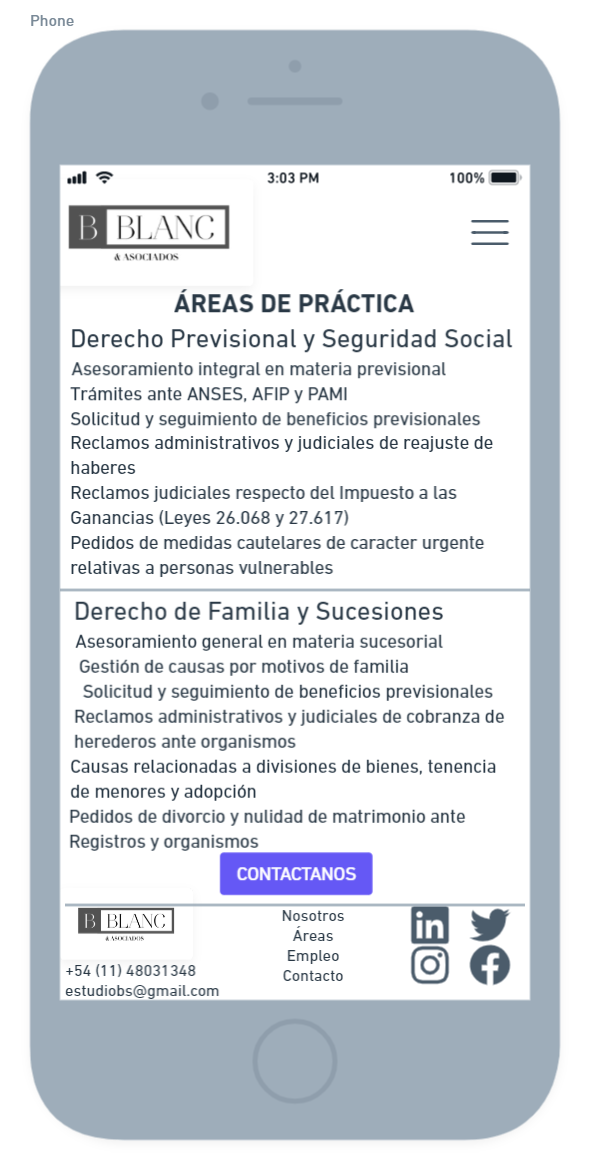 Phone
3:03 PM
100%
B BLANC
& ASOCIADOS
ÁREAS DE PRÁCTICA
Derecho Previsional y Seguridad Social
Asesoramiento integral en materia previsional
Trámites ante ANSES, AFIP y PAMI
Solicitud y seguimiento de beneficios previsionales
Reclamos administrativos y judiciales de reajuste de
haberes
Reclamos judiciales respecto del Impuesto a las
Ganancias (Leyes 26.068 y 27.617)
Pedidos de medidas cautelares de caracter urgente
relativas a personas vulnerables
Derecho de Familia y Sucesiones
Asesoramiento general en materia sucesorial
Gestión de causas por motivos de familia
Solicitud y seguimiento de beneficios previsionales
Reclamos administrativos y judiciales de cobranza de
herederos ante organismos
Causas relacionadas a divisiones de bienes, tenencia
de menores y adopción
Pedidos de divorcio y nulidad de matrimonio ante
Registros y organismos
CONTACTANOS
B BLANC
& ASOCIADOS
+54 (11) 48031348
estudiobs@gmail.com
Nosotros
Áreas
Empleo
Contacto
in